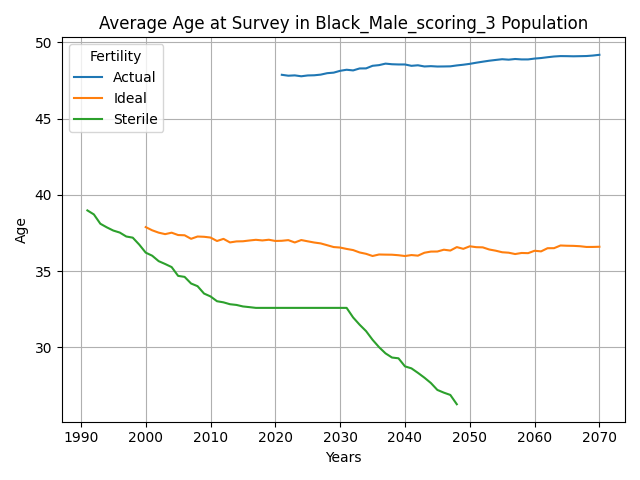 Average Age at Survey in Black_Male_scoring_3 Population
Fertility
Actual
Ideal
Sterile
Age
50
45
40
35
30
1990 2000 2010 2020 2030 2040 2050 2060 2070
Years